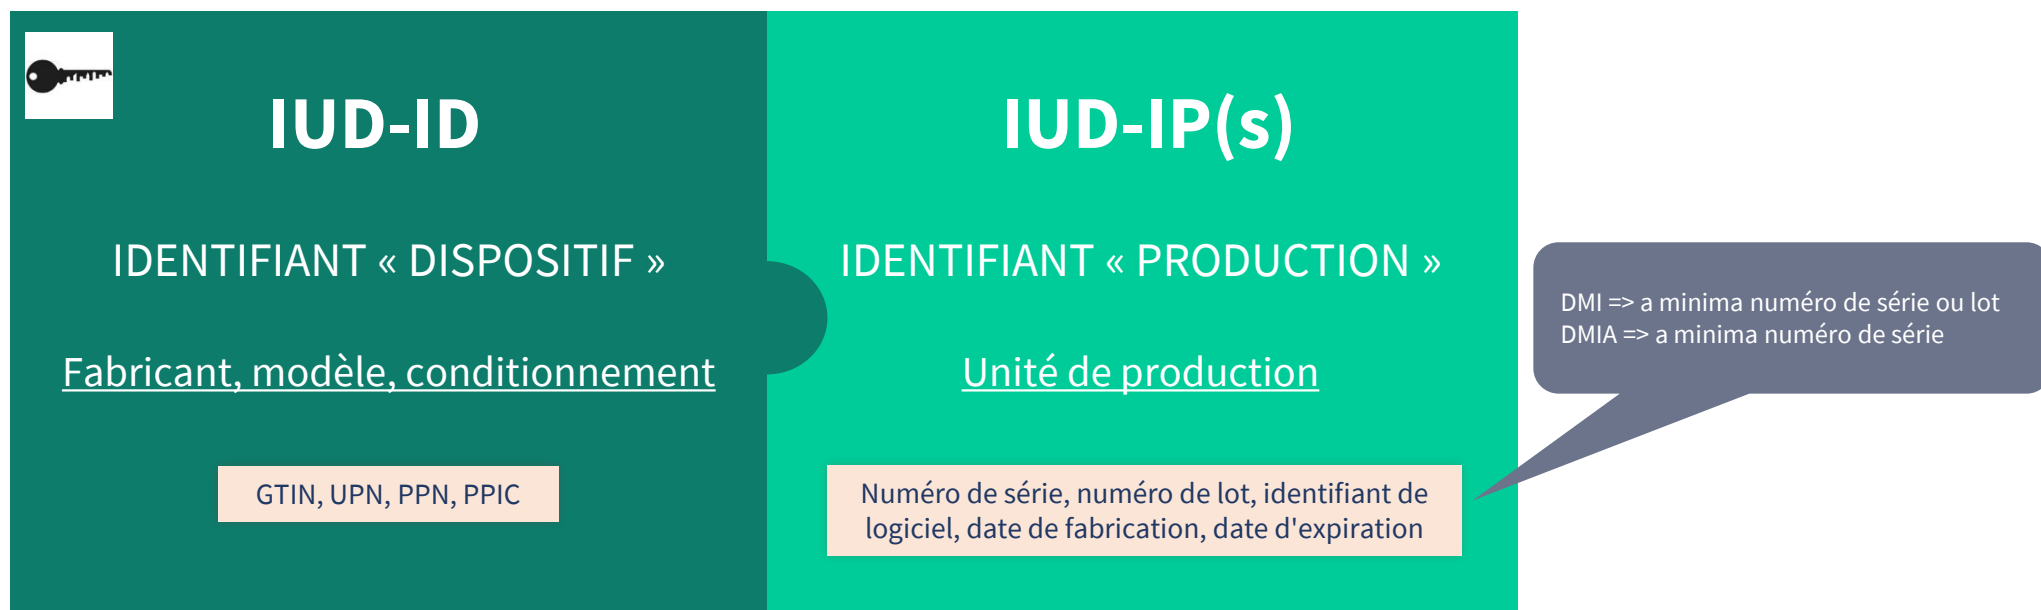 IUD-ID
IDENTIFIANT « DISPOSITIF »
Fabricant, modèle, conditionnement
GTIN, UPN, PPN, PPIC
IUD-IP(s)
IDENTIFIANT « PRODUCTION »
Unité de production
Numéro de série, numéro de lot, identifiant de
logiciel, date de fabrication, date d'expiration
DMI => a minima numéro de série ou lot
DMIA => a minima numéro de série